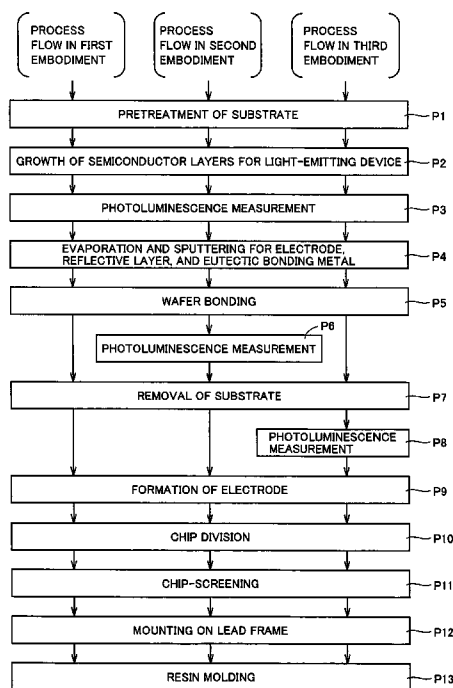 PROCESS
FLOW IN FIRST
EMBODIMENT
PROCESS
FLOW IN SECOND
EMBODIMENT
PROCESS
FLOW IN THIRD
EMBODIMENT
PRETREATMENT OF SUBSTRATE
P1
GROWTH OF SEMICONDUCTOR LAYERS FOR LIGHT-EMITTING DEVICE
P2
PHOTOLUMINESCENCE MEASUREMENT
P3
EVAPORATION AND SPUTTERING FOR ELECTRODE,
REFLECTIVE LAYER, AND EUTECTIC BONDING METAL
P4
WAFER BONDING
P5
P6
PHOTOLUMINESCENCE MEASUREMENT
REMOVAL OF SUBSTRATE
P7
PHOTOLUMINESCENCE
MEASUREMENT
P8
FORMATION OF ELECTRODE
P9
CHIP DIVISION
P10
CHIP-SCREENING
P11
MOUNTING ON LEAD FRAME
P12
RESIN MOLDING
P13